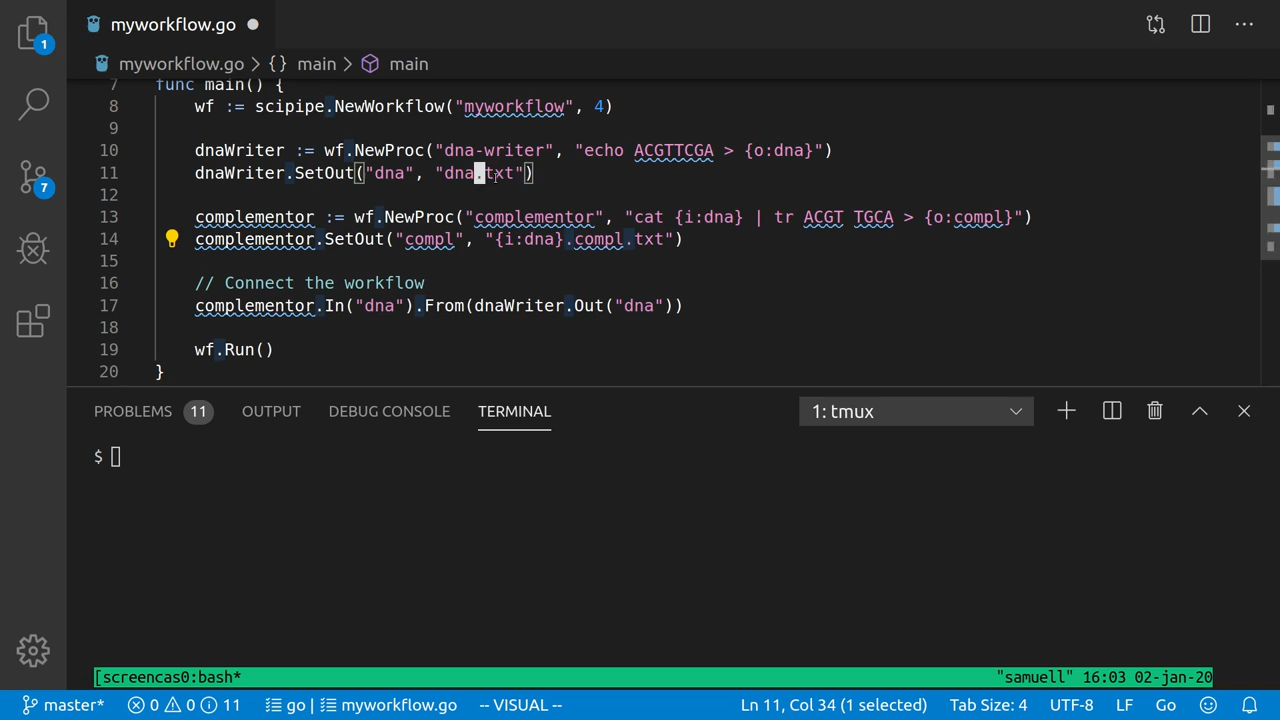 1
myworkflow.go ●
myworkflow.go > {} main > main
7 func main() {
8 wf := scipipe.NewWorkflow("myworkflow", 4)
9
10 dnaWriter := wf.NewProc("dna-writer", "echo ACGTTCGA > {o:dna}")
11 dnaWriter.SetOut("dna", "dna.txt")
12
13 complementor := wf.NewProc("complementor", "cat {i:dna} | tr ACGT TGCA > {o:compl}")
14 complementor.SetOut("compl", "{i:dna}.compl.txt")
15
16 // Connect the workflow
17 complementor.In("dna").From(dnaWriter.Out("dna"))
18
19 wf.Run()
20 }
7
PROBLEMS 11 OUTPUT DEBUG CONSOLE TERMINAL 1: tmux
$
[screencas0:bash* "samuell" 16:03 02-jan-20
master* 0 0 11 go | myworkflow.go -- VISUAL -- Ln 11, Col 34 (1 selected) Tab Size: 4 UTF-8 LF Go